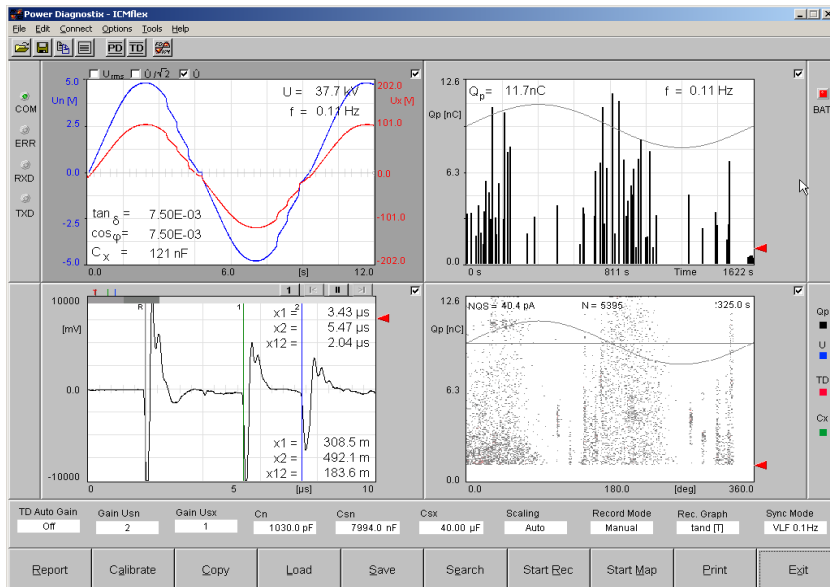 Power Diagnostix - ICMflex
File Edit Connect Options Tools Help
PD TD
COM
ERR
RXD
TXD
Urms Û/√2 Û
5.0
Un [V]
2.5
0.0
-2.5
-5.0
U = 37.7 kV
f = 0.11 Hz
202.0
Ux [V]
101.0
0.0
-101.0
-202.0
tan δ = 7.50E-03
cos φ = 7.50E-03
C x = 121 nF
0.0 6.0 [s] 12.0
12.6
Qp [nC]
6.3
0.0
Qp= 11.7nC f = 0.11 Hz
0 s 811 s Time 1622 s
BAT
10000
[mV]
0.0
-10000
1 |< II >|
R 1 2
x1 = 3.43 µs
x2 = 5.47 µs
x12 = 2.04 µs
x1 = 308.5 m
x2 = 492.1 m
x12 = 183.6 m
0 5 [µs] 10
12.6
Qp [nC]
6.3
0.0
NQS = 40.4 pA N = 5395 :325.0 s
0.0 180.0 [deg] 360.0
Qp
U
TD
Cx
TD Auto Gain Gain Usn Gain Usx Cn Csn Csx Scaling Record Mode Rec. Graph Sync Mode
Off 2 1 1030.0 pF 7994.0 nF 40.00 µF Auto Manual tand [T] VLF 0.1Hz
Report Calibrate Copy Load Save Search Start Rec Start Map Print Exit